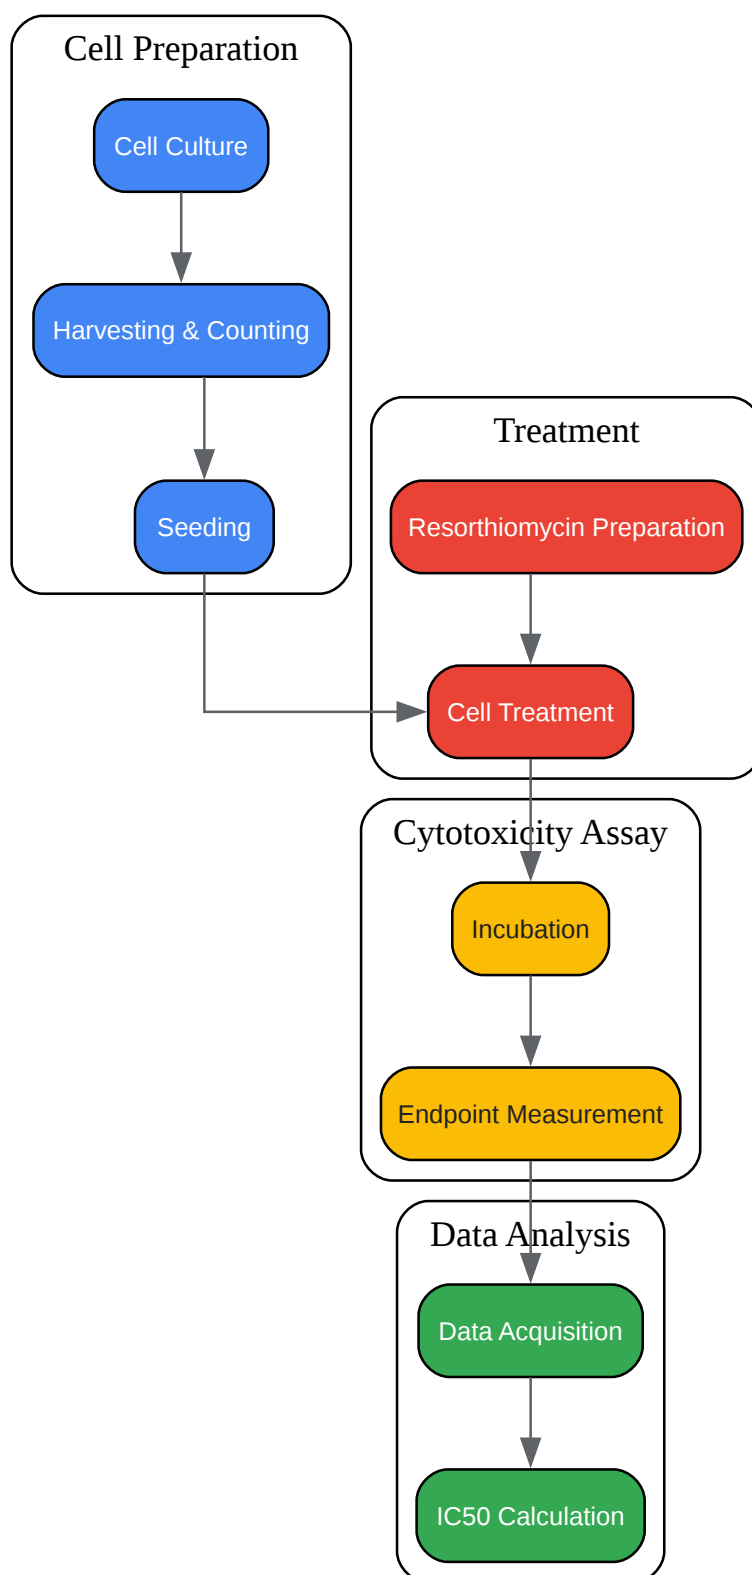 Cell Preparation
Cell Culture
Harvesting & Counting
Seeding
Treatment
Resorthiomycin Preparation
Cell Treatment
Cytotoxicity Assay
Incubation
Endpoint Measurement
Data Analysis
Data Acquisition
IC50 Calculation